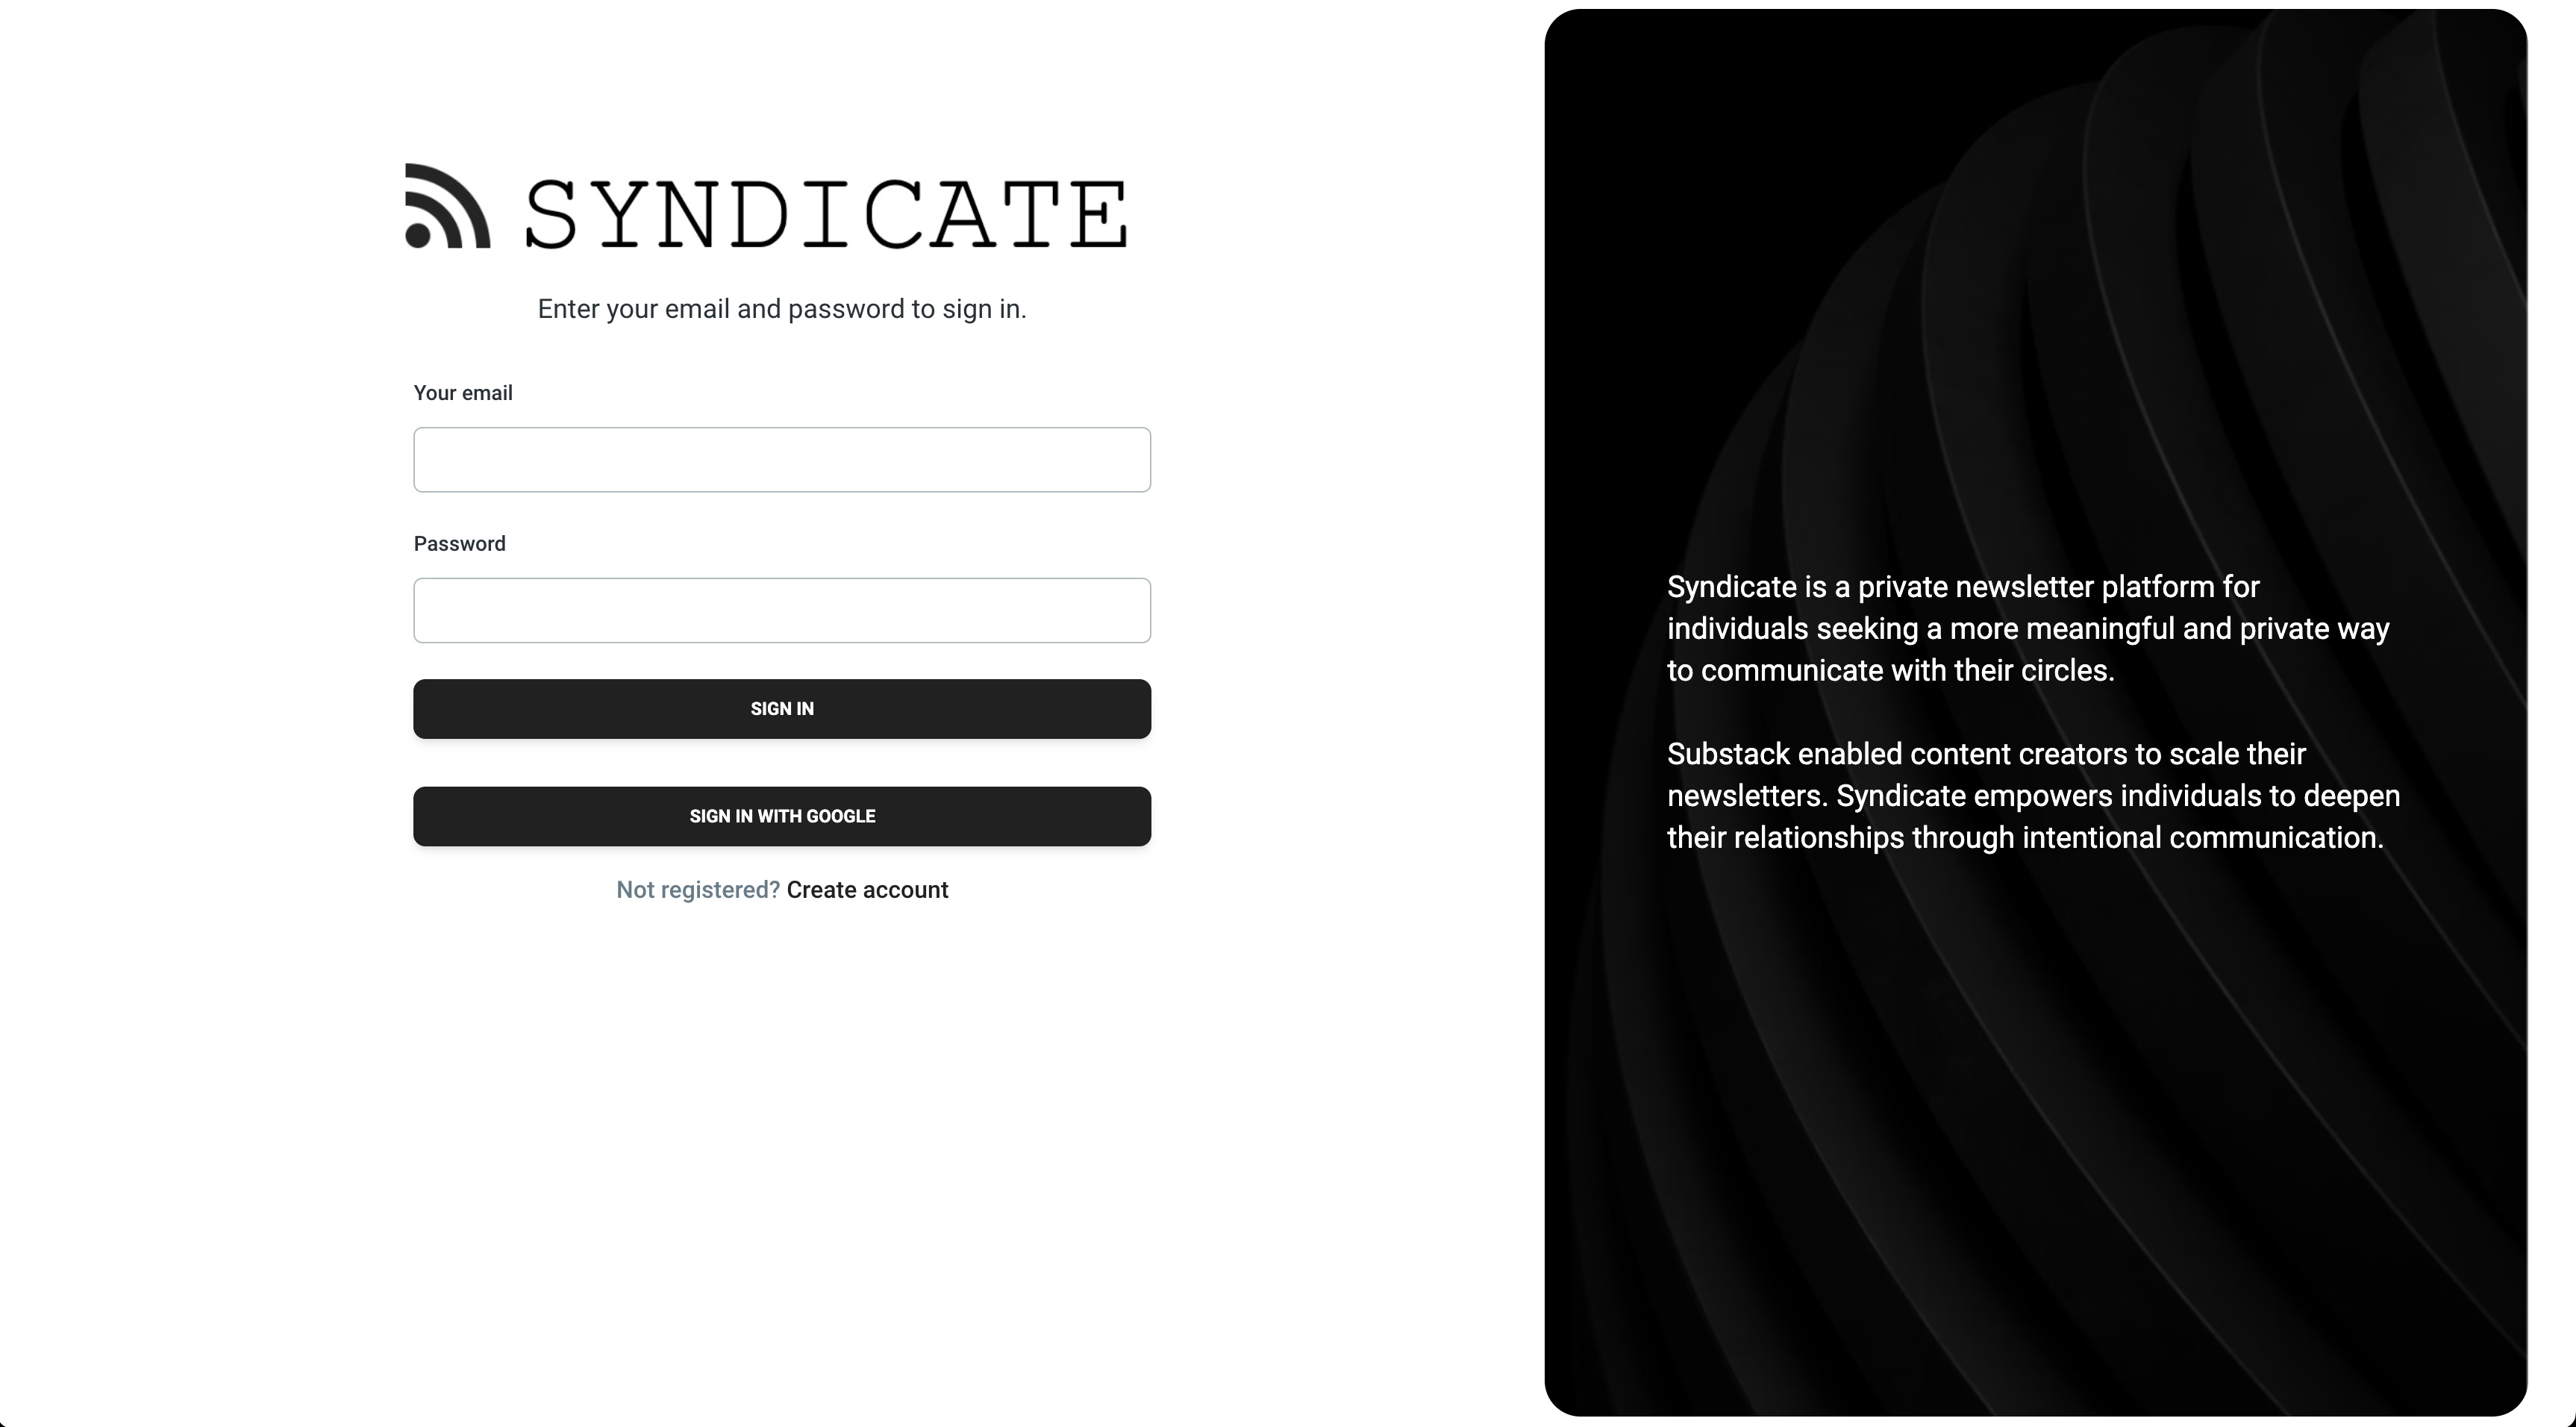 SYNDICATE
Enter your email and password to sign in.
Your email
Password
SIGN IN
SIGN IN WITH GOOGLE
Not registered? Create account
Syndicate is a private newsletter platform for
individuals seeking a more meaningful and private way
to communicate with their circles.
Substack enabled content creators to scale their
newsletters. Syndicate empowers individuals to deepen
their relationships through intentional communication.